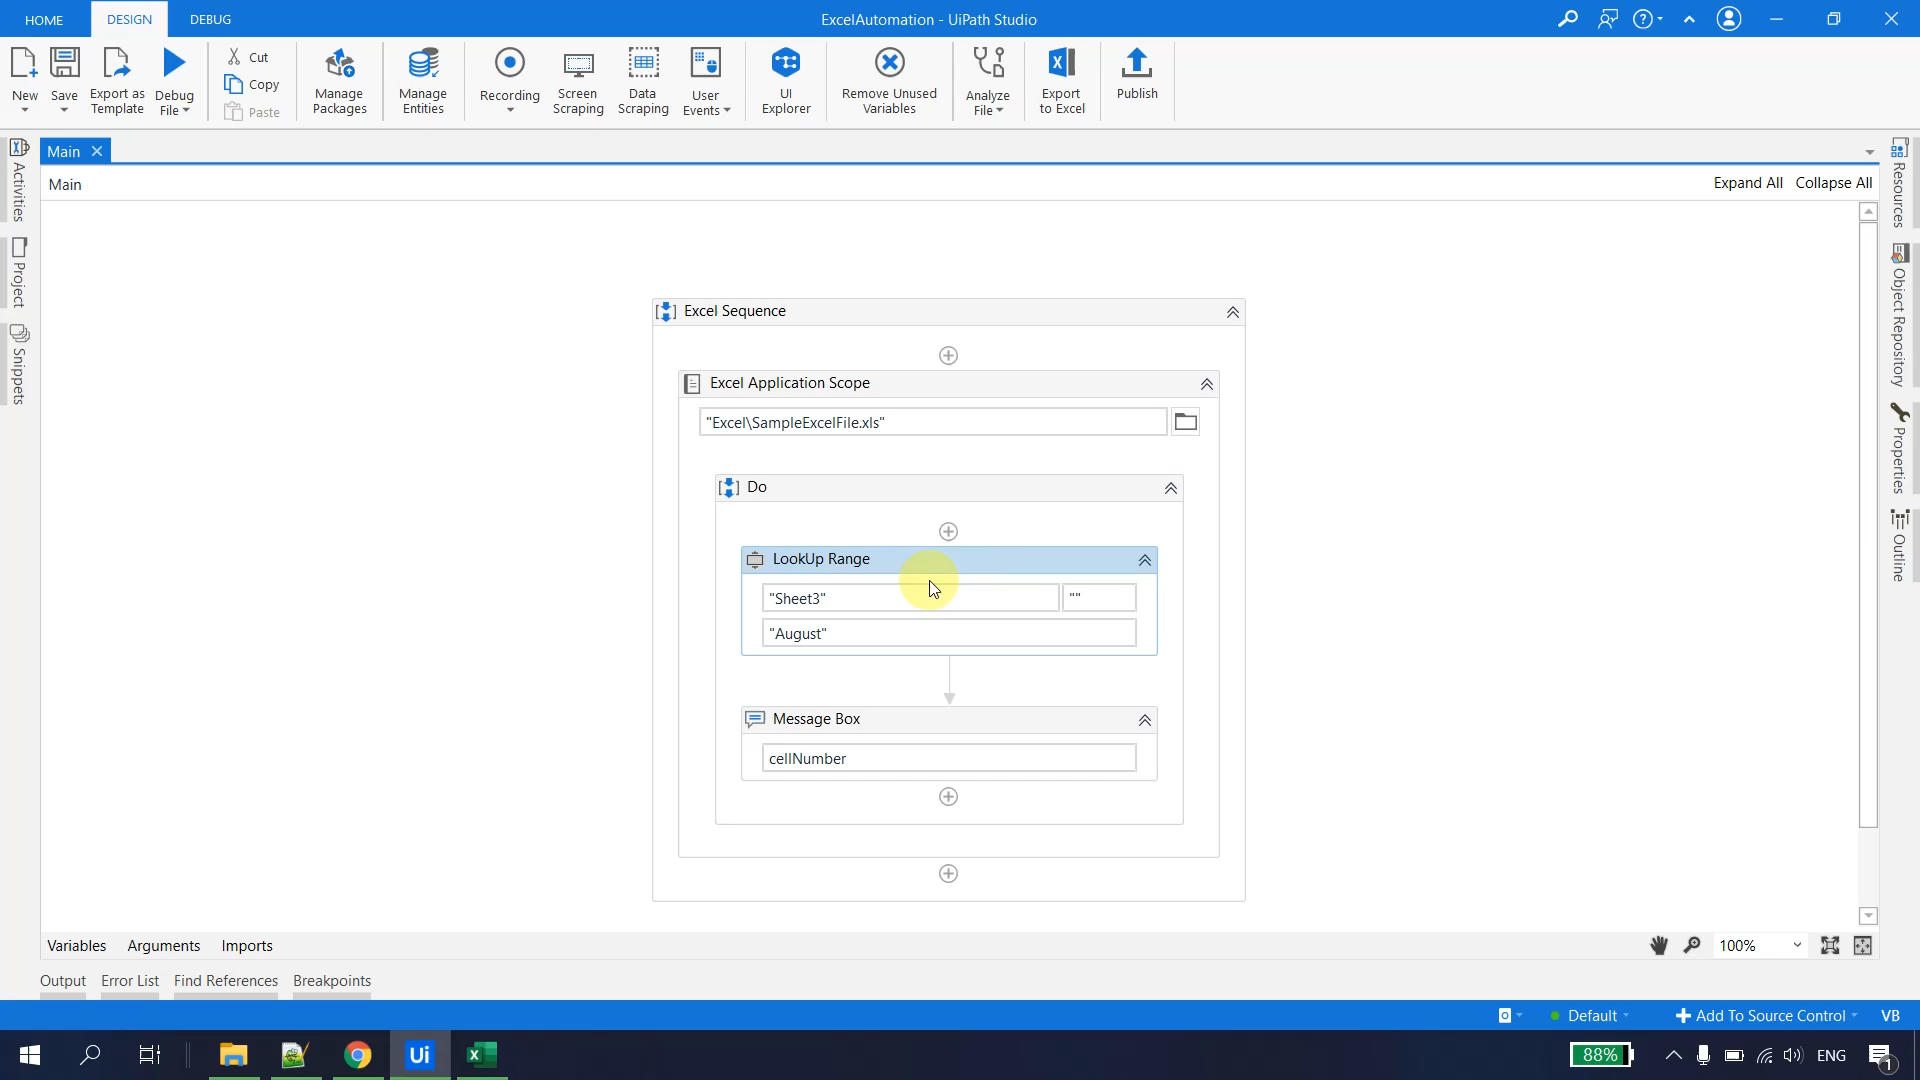 HOME DESIGN DEBUG ExcelAutomation - UiPath Studio
New Save Export as Template Debug File Cut Copy Paste Manage Packages Manage Entities Recording Screen Scraping Data Scraping User Events UI Explorer Remove Unused Variables Analyze File Export to Excel Publish
Main
Main Expand All Collapse All
Activities
Project
Snippets
Resources
Object Repository
Properties
Outline
Excel Sequence
Excel Application Scope
"Excel\SampleExcelFile.xls"
Do
LookUp Range
"Sheet3" ""
"August"
Message Box
cellNumber
Variables Arguments Imports 100%
Output Error List Find References Breakpoints
Default Add To Source Control VB
Ui 88% ENG 1